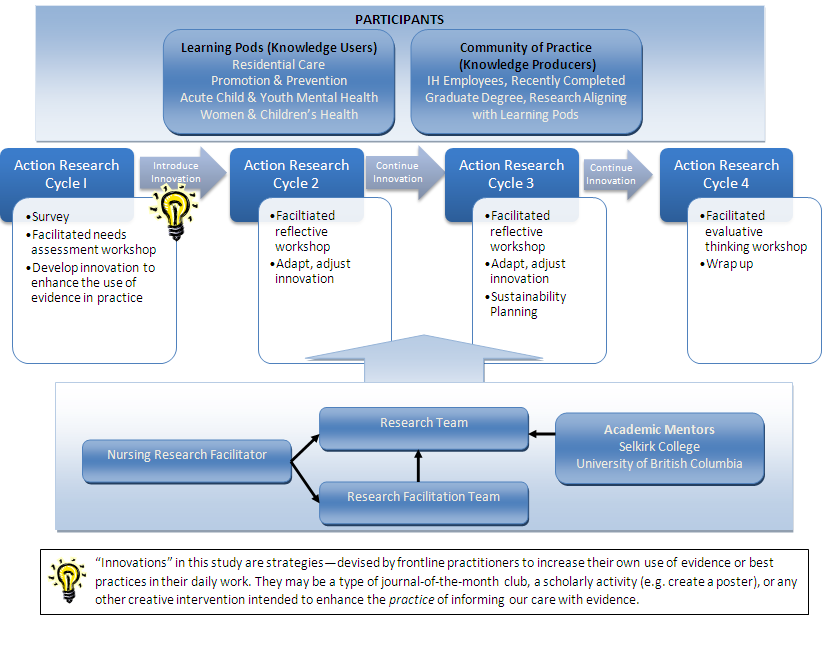 PARTICIPANTS
Learning Pods (Knowledge Users)
Residential Care
Promotion & Prevention
Acute Child & Youth Mental Health
Women & Children's Health
Community of Practice
(Knowledge Producers)
IH Employees, Recently Completed
Graduate Degree, Research Aligning
with Learning Pods
Action Research
Cycle I
•Survey
•Facilitated needs
assessment workshop
•Develop innovation to
enhance the use of
evidence in practice
Introduce
Innovation
Action Research
Cycle 2
•Faciltiated
reflective
workshop
•Adapt, adjust
innovation
Continue
Innovation
Action Research
Cycle 3
•Facilitated
reflective
workshop
•Adapt, adjust
innovation
•Sustainability
Planning
Continue
Innovation
Action Research
Cycle 4
•Facilitated
evaluative
thinking workshop
•Wrap up
Nursing Research Facilitator
Research Team
Research Facilitation Team
Academic Mentors
Selkirk College
University of British Columbia
“Innovations” in this study are strategies—devised by frontline practitioners to increase their own use of evidence or best
practices in their daily work. They may be a type of journal-of-the-month club, a scholarly activity (e.g. create a poster), or any
other creative intervention intended to enhance the practice of informing our care with evidence.